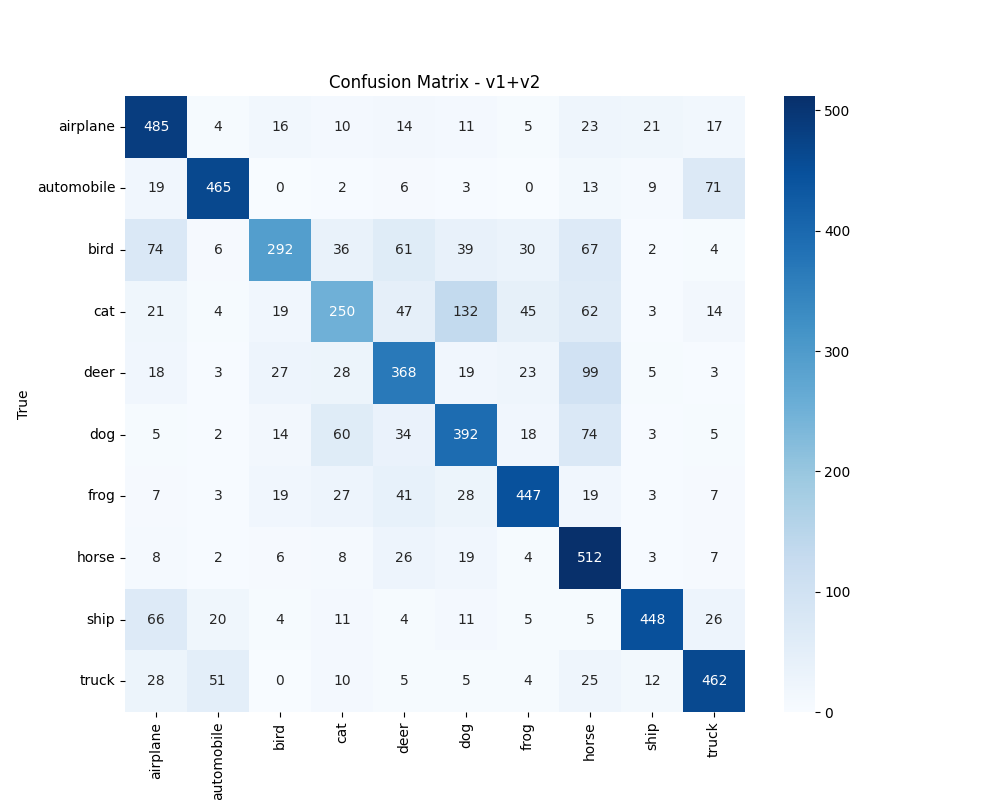 Confusion Matrix - v1+v2
True
airplane 485 4 16 10 14 11 5 23 21 17
automobile 19 465 0 2 6 3 0 13 9 71
bird 74 6 292 36 61 39 30 67 2 4
cat 21 4 19 250 47 132 45 62 3 14
deer 18 3 27 28 368 19 23 99 5 3
dog 5 2 14 60 34 392 18 74 3 5
frog 7 3 19 27 41 28 447 19 3 7
horse 8 2 6 8 26 19 4 512 3 7
ship 66 20 4 11 4 11 5 5 448 26
truck 28 51 0 10 5 5 4 25 12 462
airplane automobile bird cat deer dog frog horse ship truck
500
400
300
200
100
0